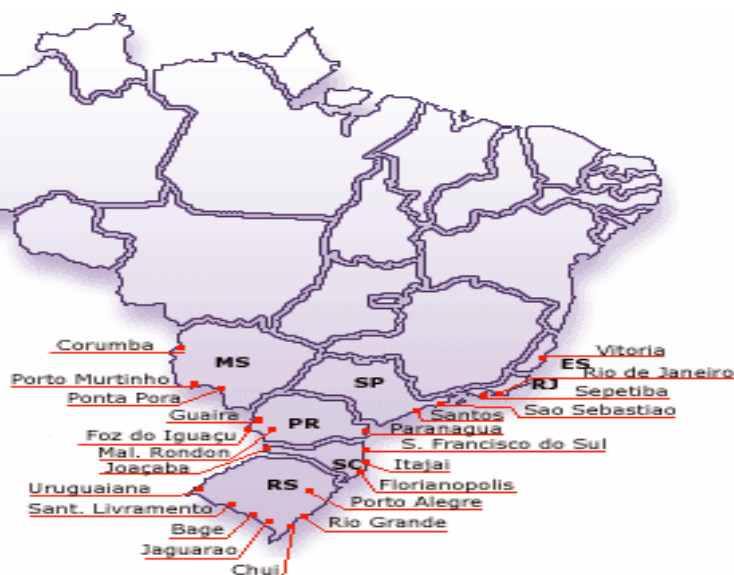 Corumba
MS
Vitoria
ES
Rio de Janeiro
Porto Murtinho
SP
RJ
Sepetiba
Ponta Pora
Santos
Sao Sebastiao
Guaira
PR
Paranagua
Foz do Iguaçu
S. Francisco do Sul
Mal. Rondon
Joaçaba
SC
Itajai
Florianopolis
Uruguaiana
RS
Porto Alegre
Sant. Livramento
Rio Grande
Bage
Jaguarao
Chui